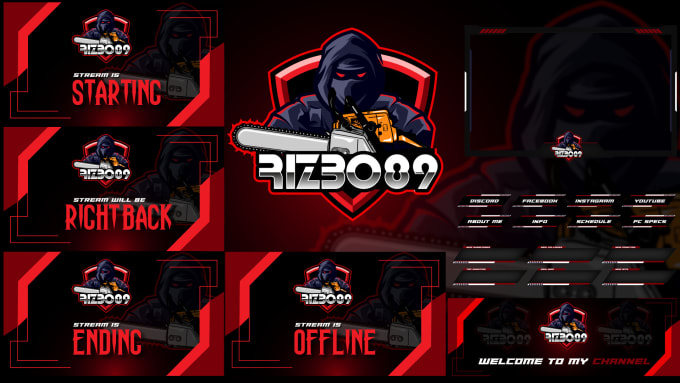 RIZBO89
STREAM IS
STARTING
RIZBO89
STREAM WILL BE
RIGHT BACK
RIZBO89
STREAM IS
ENDING
RIZBO89
RIZBO89
STREAM IS
OFFLINE
RIZBO89
DISCORD FACEBOOK INSTAGRAM YOUTUBE
ABOUT ME INFO SCHEDULE PC SPECS
RIZBO89
WELCOME TO MY CHANNEL